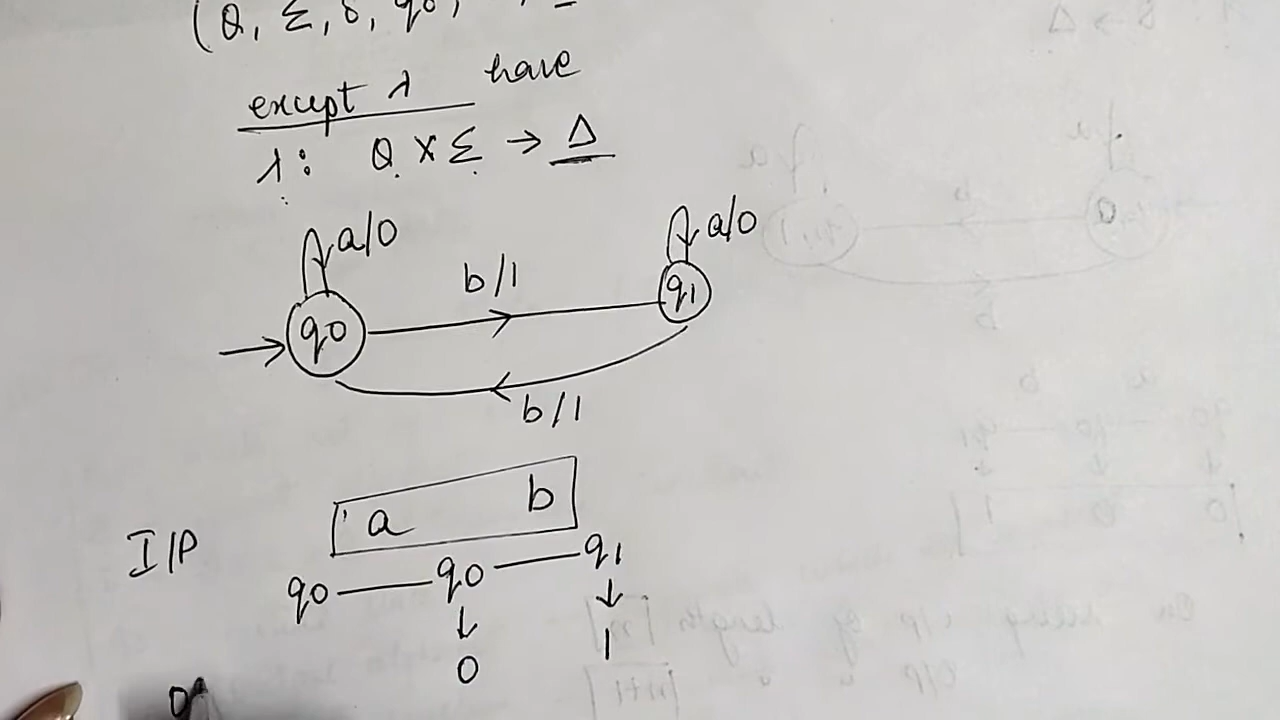 (Q, Σ, δ, q0,
except λ have
λ: Q X Σ → Δ
a/0
a/0
b/1
q1
q0
b/1
a b
I/P
q0 — q0 — q1
↓ ↓
0 1